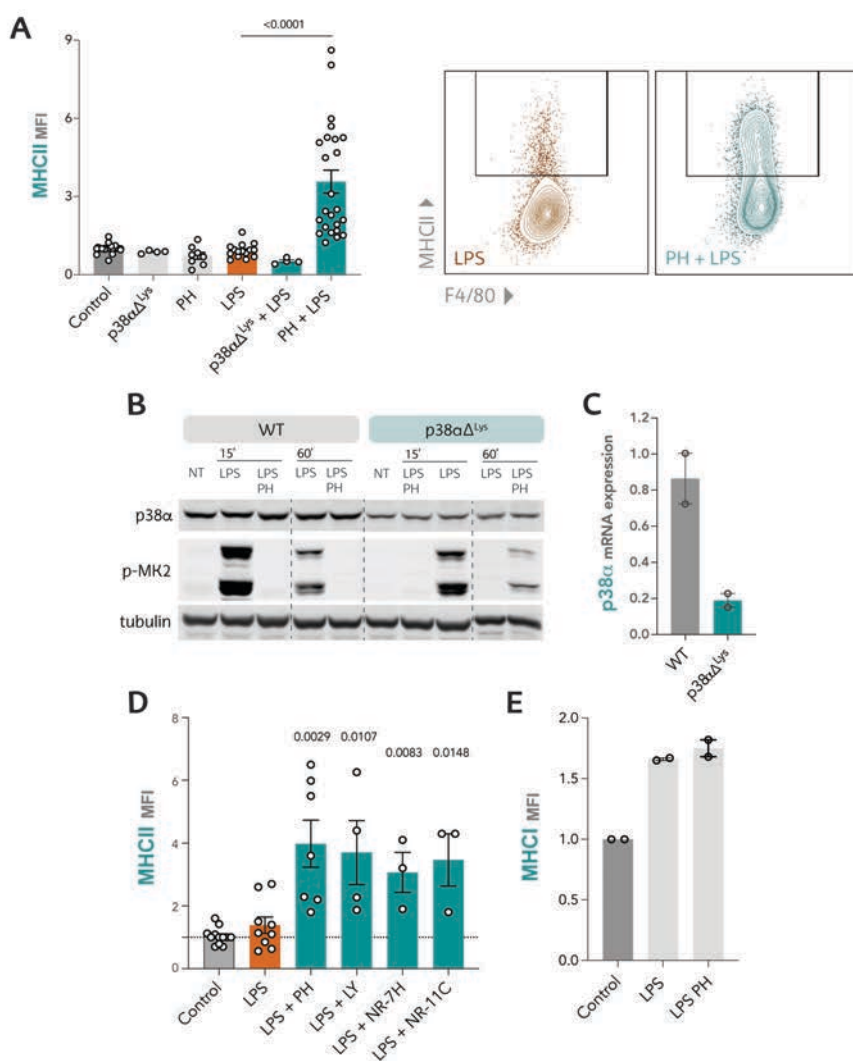 A
<0.0001
9
6
3
0
MHCII MFI
Control
p38αΔLys
PH
LPS
p38αΔLys + LPS
PH + LPS
MHCII ▶
LPS
PH + LPS
F4/80 ▶
B
WT
p38αΔLys
15' 60' 15' 60'
NT LPS LPS PH LPS LPS PH NT LPS PH LPS LPS LPS PH
p38α
p-MK2
tubulin
C
1.2
1.0
0.8
0.6
0.4
0.2
0.0
p38α mRNA expression
WT
p38αΔLys
D
8
6
4
2
0
MHCII MFI
0.0029 0.0107 0.0083 0.0148
Control
LPS
LPS + PH
LPS + LY
LPS + NR-7H
LPS + NR-11C
E
2.0
1.5
1.0
0.5
0.0
MHCI MFI
Control
LPS
LPS PH